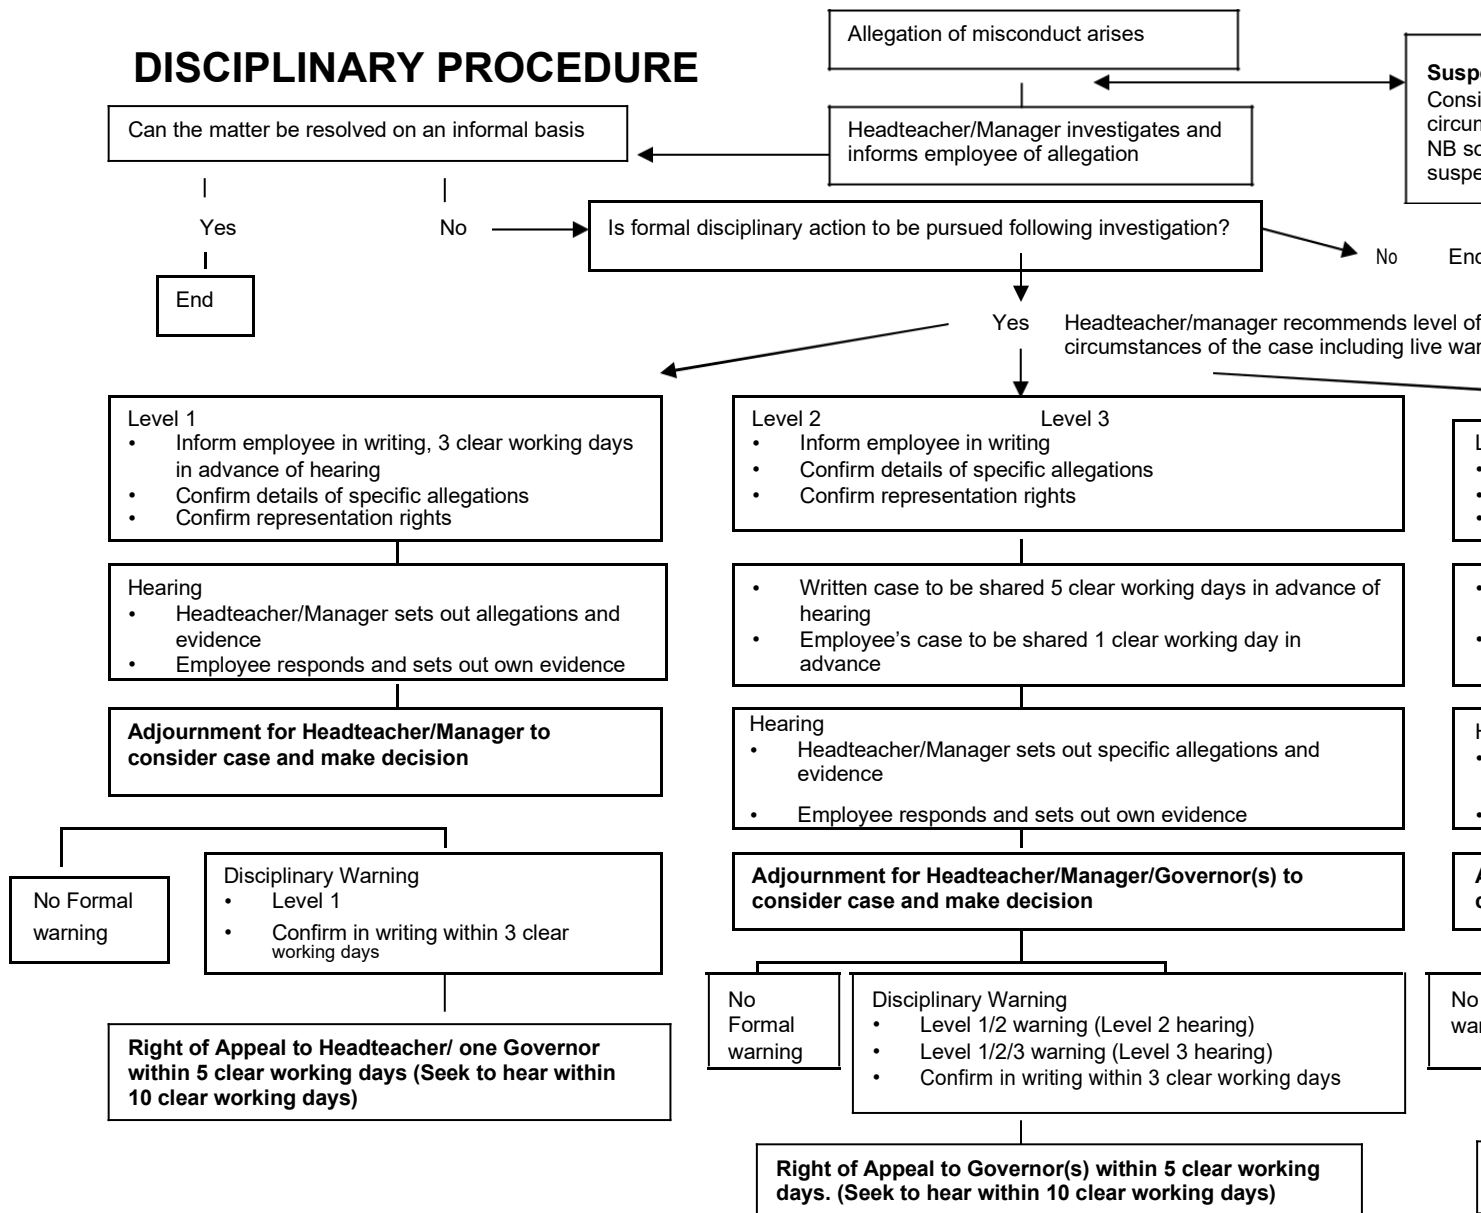 Allegation of misconduct arises
DISCIPLINARY PROCEDURE
Can the matter be resolved on an informal basis
Headteacher/Manager investigates and
informs employee of allegation
NB
Yes
No
Is formal disciplinary action to be pursued following investigation?
No
End
Yes
Headteacher/manager recommends level of
circumstances of the case including live
Level 1
• Inform employee in writing, 3 clear working days
in advance of hearing
• Confirm details of specific allegations
• Confirm representation rights
Level 2 Level 3
• Inform employee in writing
• Confirm details of specific allegations
• Confirm representation rights
Hearing
• Headteacher/Manager sets out allegations and
evidence
• Employee responds and sets out own evidence
• Written case to be shared 5 clear working days in advance of
hearing
• Employee’s case to be shared 1 clear working day in
advance
Adjournment for Headteacher/Manager to
consider case and make decision
Hearing
• Headteacher/Manager sets out specific allegations and
evidence
• Employee responds and sets out own evidence
No Formal
warning
Disciplinary Warning
• Level 1
• Confirm in writing within 3 clear
working days
Adjournment for Headteacher/Manager/Governor(s) to
consider case and make decision
No
Formal
warning
Disciplinary Warning
• Level 1/2 warning (Level 2 hearing)
• Level 1/2/3 warning (Level 3 hearing)
• Confirm in writing within 3 clear working days
No
Right of Appeal to Headteacher/ one Governor
within 5 clear working days (Seek to hear within
10 clear working days)
Right of Appeal to Governor(s) within 5 clear working
days. (Seek to hear within 10 clear working days)